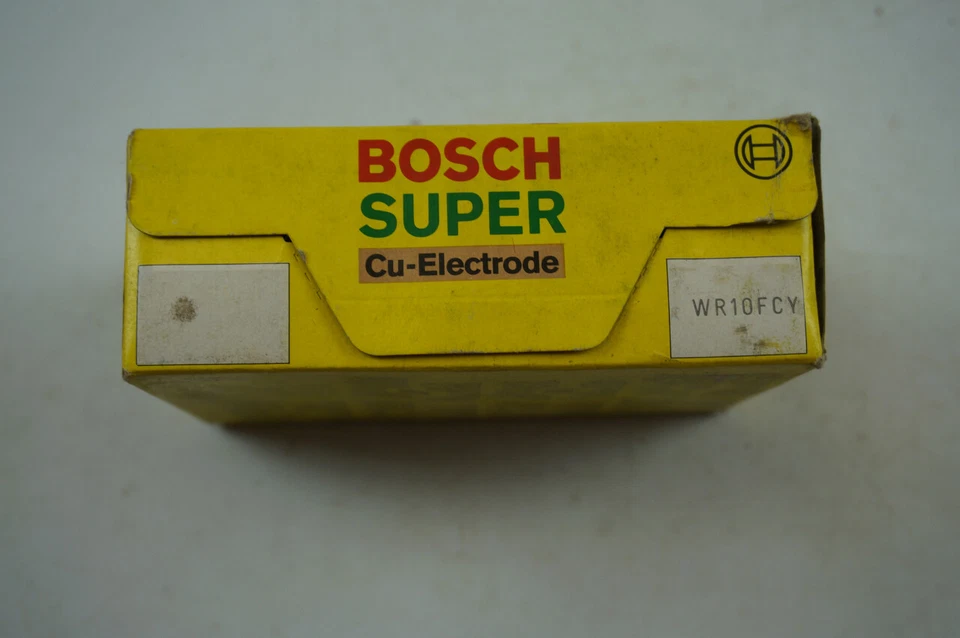 BOSCH
SUPER
Cu-Electrode
WR10FCY